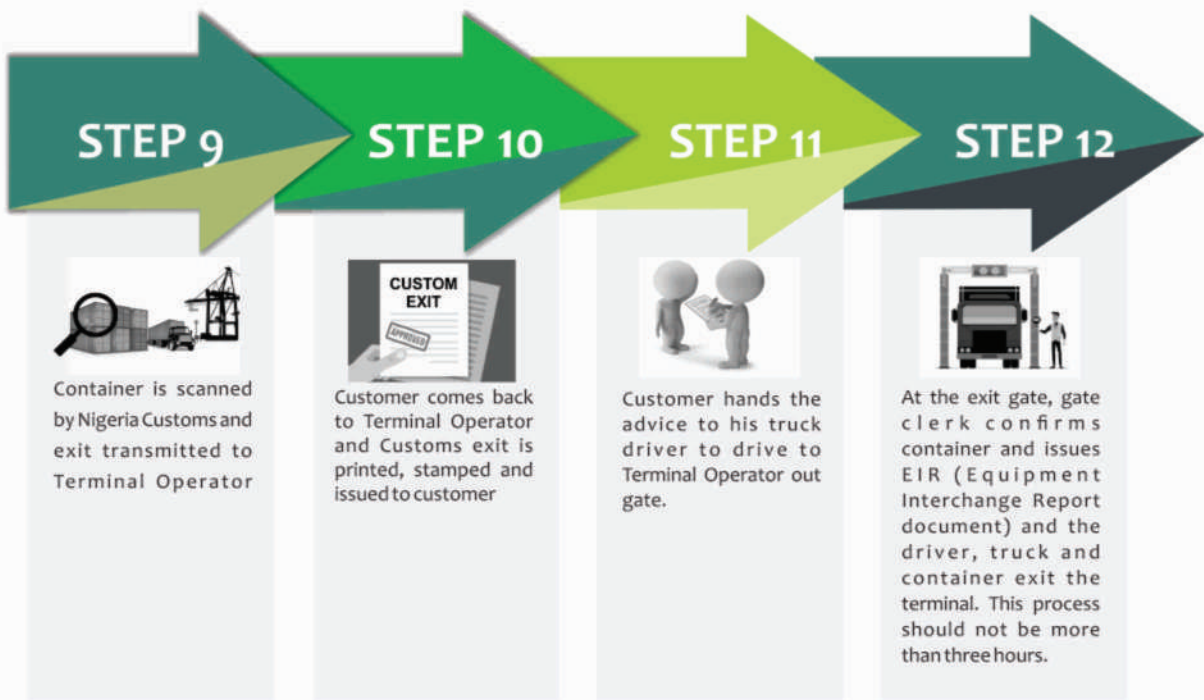 STEP 9
STEP 10
STEP 11
STEP 12
Container is scanned
by Nigeria Customs and
exit transmitted to
Terminal Operator
CUSTOM
EXIT
APPROVED
Customer comes back
to Terminal Operator
and Customs exit is
printed, stamped and
issued to customer
Customer hands the
advice to his truck
driver to drive to
Terminal Operator out
gate.
At the exit gate, gate
clerk confirms
container and issues
EIR (Equipment
Interchange Report
document) and the
driver, truck and
container exit the
terminal. This process
should not be more
than three hours.